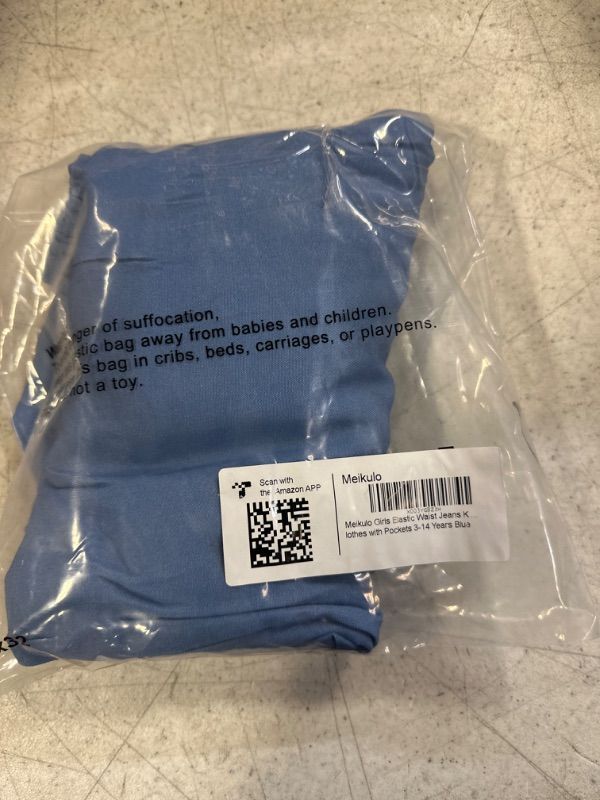 ger of suffocation,
stic bag away from babies and children.
s bag in cribs, beds, carriages, or playpens.
not a toy.
Scan with
the Amazon APP
Meikulo
Meikulo Girls Elastic Waist Jeans K...
lothes with Pockets 3-14 Years Blue